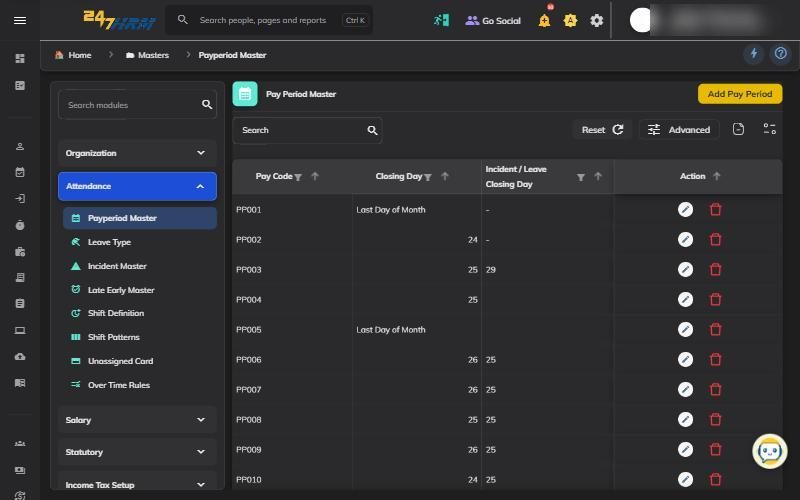 247HRM
Search people, pages and reports
Ctrl K
Go Social
Home
Masters
Payperiod Master
Search modules
Organization
Attendance
Payperiod Master
Leave Type
Incident Master
Late Early Master
Shift Definition
Shift Patterns
Unassigned Card
Over Time Rules
Salary
Statutory
Income Tax Setup
Pay Period Master
Add Pay Period
Search
Reset
Advanced
Pay Code Closing Day Incident / Leave Closing Day Action
PP001 Last Day of Month -
PP002 24 -
PP003 25 29
PP004 25
PP005 Last Day of Month
PP006 26 25
PP007 26 25
PP008 25 25
PP009 26 25
PP010 24 25